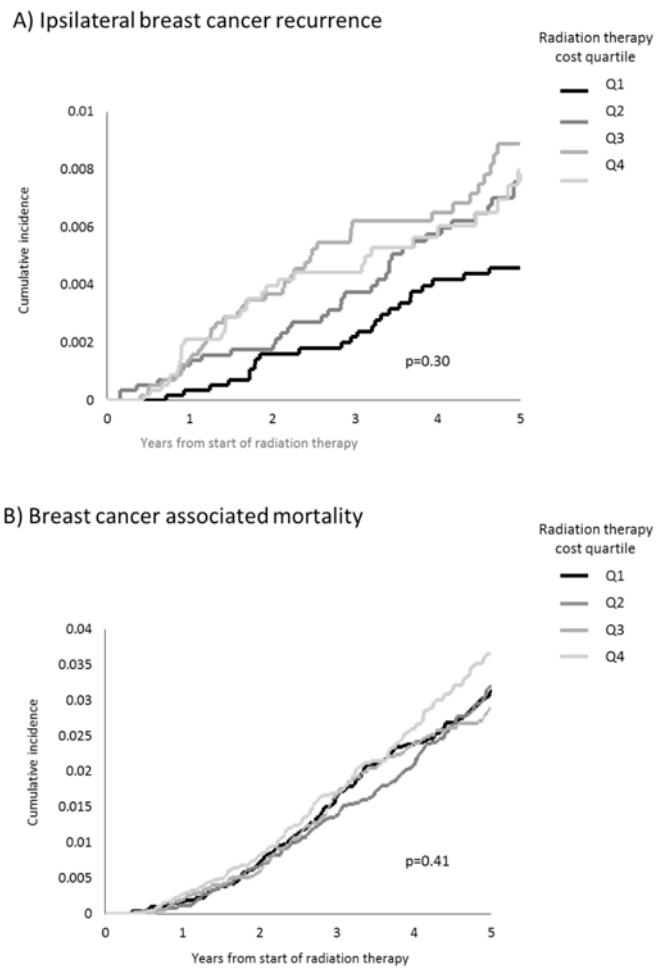 A) Ipsilateral breast cancer recurrence
Radiation therapy
cost quartile
Q1
Q2
Q3
Q4
0.01
0.008
0.006
0.004
0.002
0
Cumulative incidence
p=0.30
0 1 2 3 4 5
Years from start of radiation therapy
B) Breast cancer associated mortality
Radiation therapy
cost quartile
Q1
Q2
Q3
Q4
0.04
0.035
0.03
0.025
0.02
0.015
0.01
0.005
0
Cumulative incidence
p=0.41
0 1 2 3 4 5
Years from start of radiation therapy